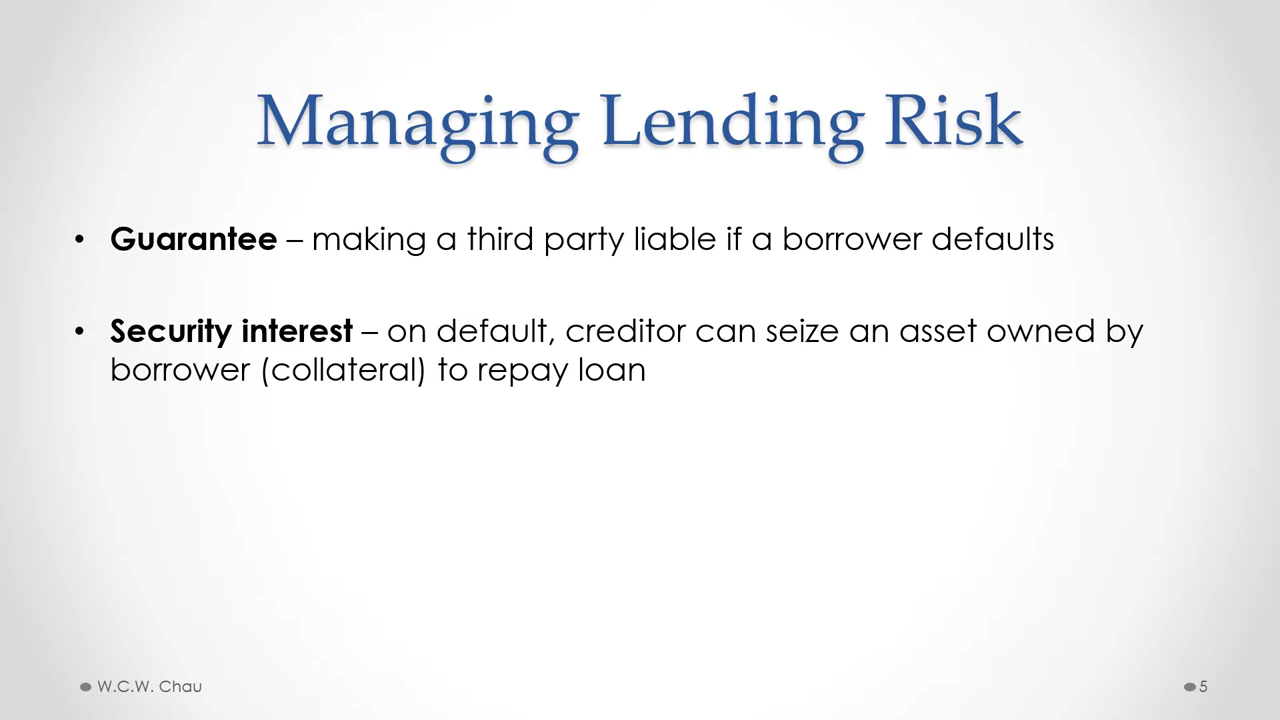 Managing Lending Risk
• Guarantee – making a third party liable if a borrower defaults
• Security interest – on default, creditor can seize an asset owned by
borrower (collateral) to repay loan
W.C.W. Chau
5